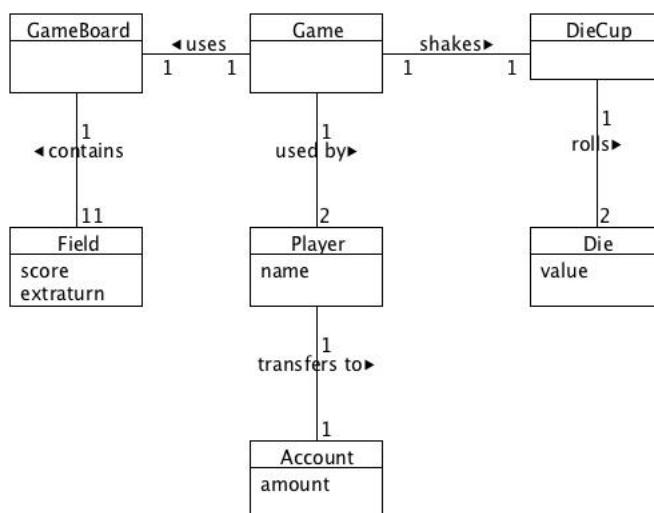 GameBoard
◄uses
Game
shakes►
DieCup
1
1
1
1
1
◄contains
11
1
used by►
2
1
rolls►
2
Field
score
extraturn
Player
name
Die
value
1
transfers to►
1
Account
amount